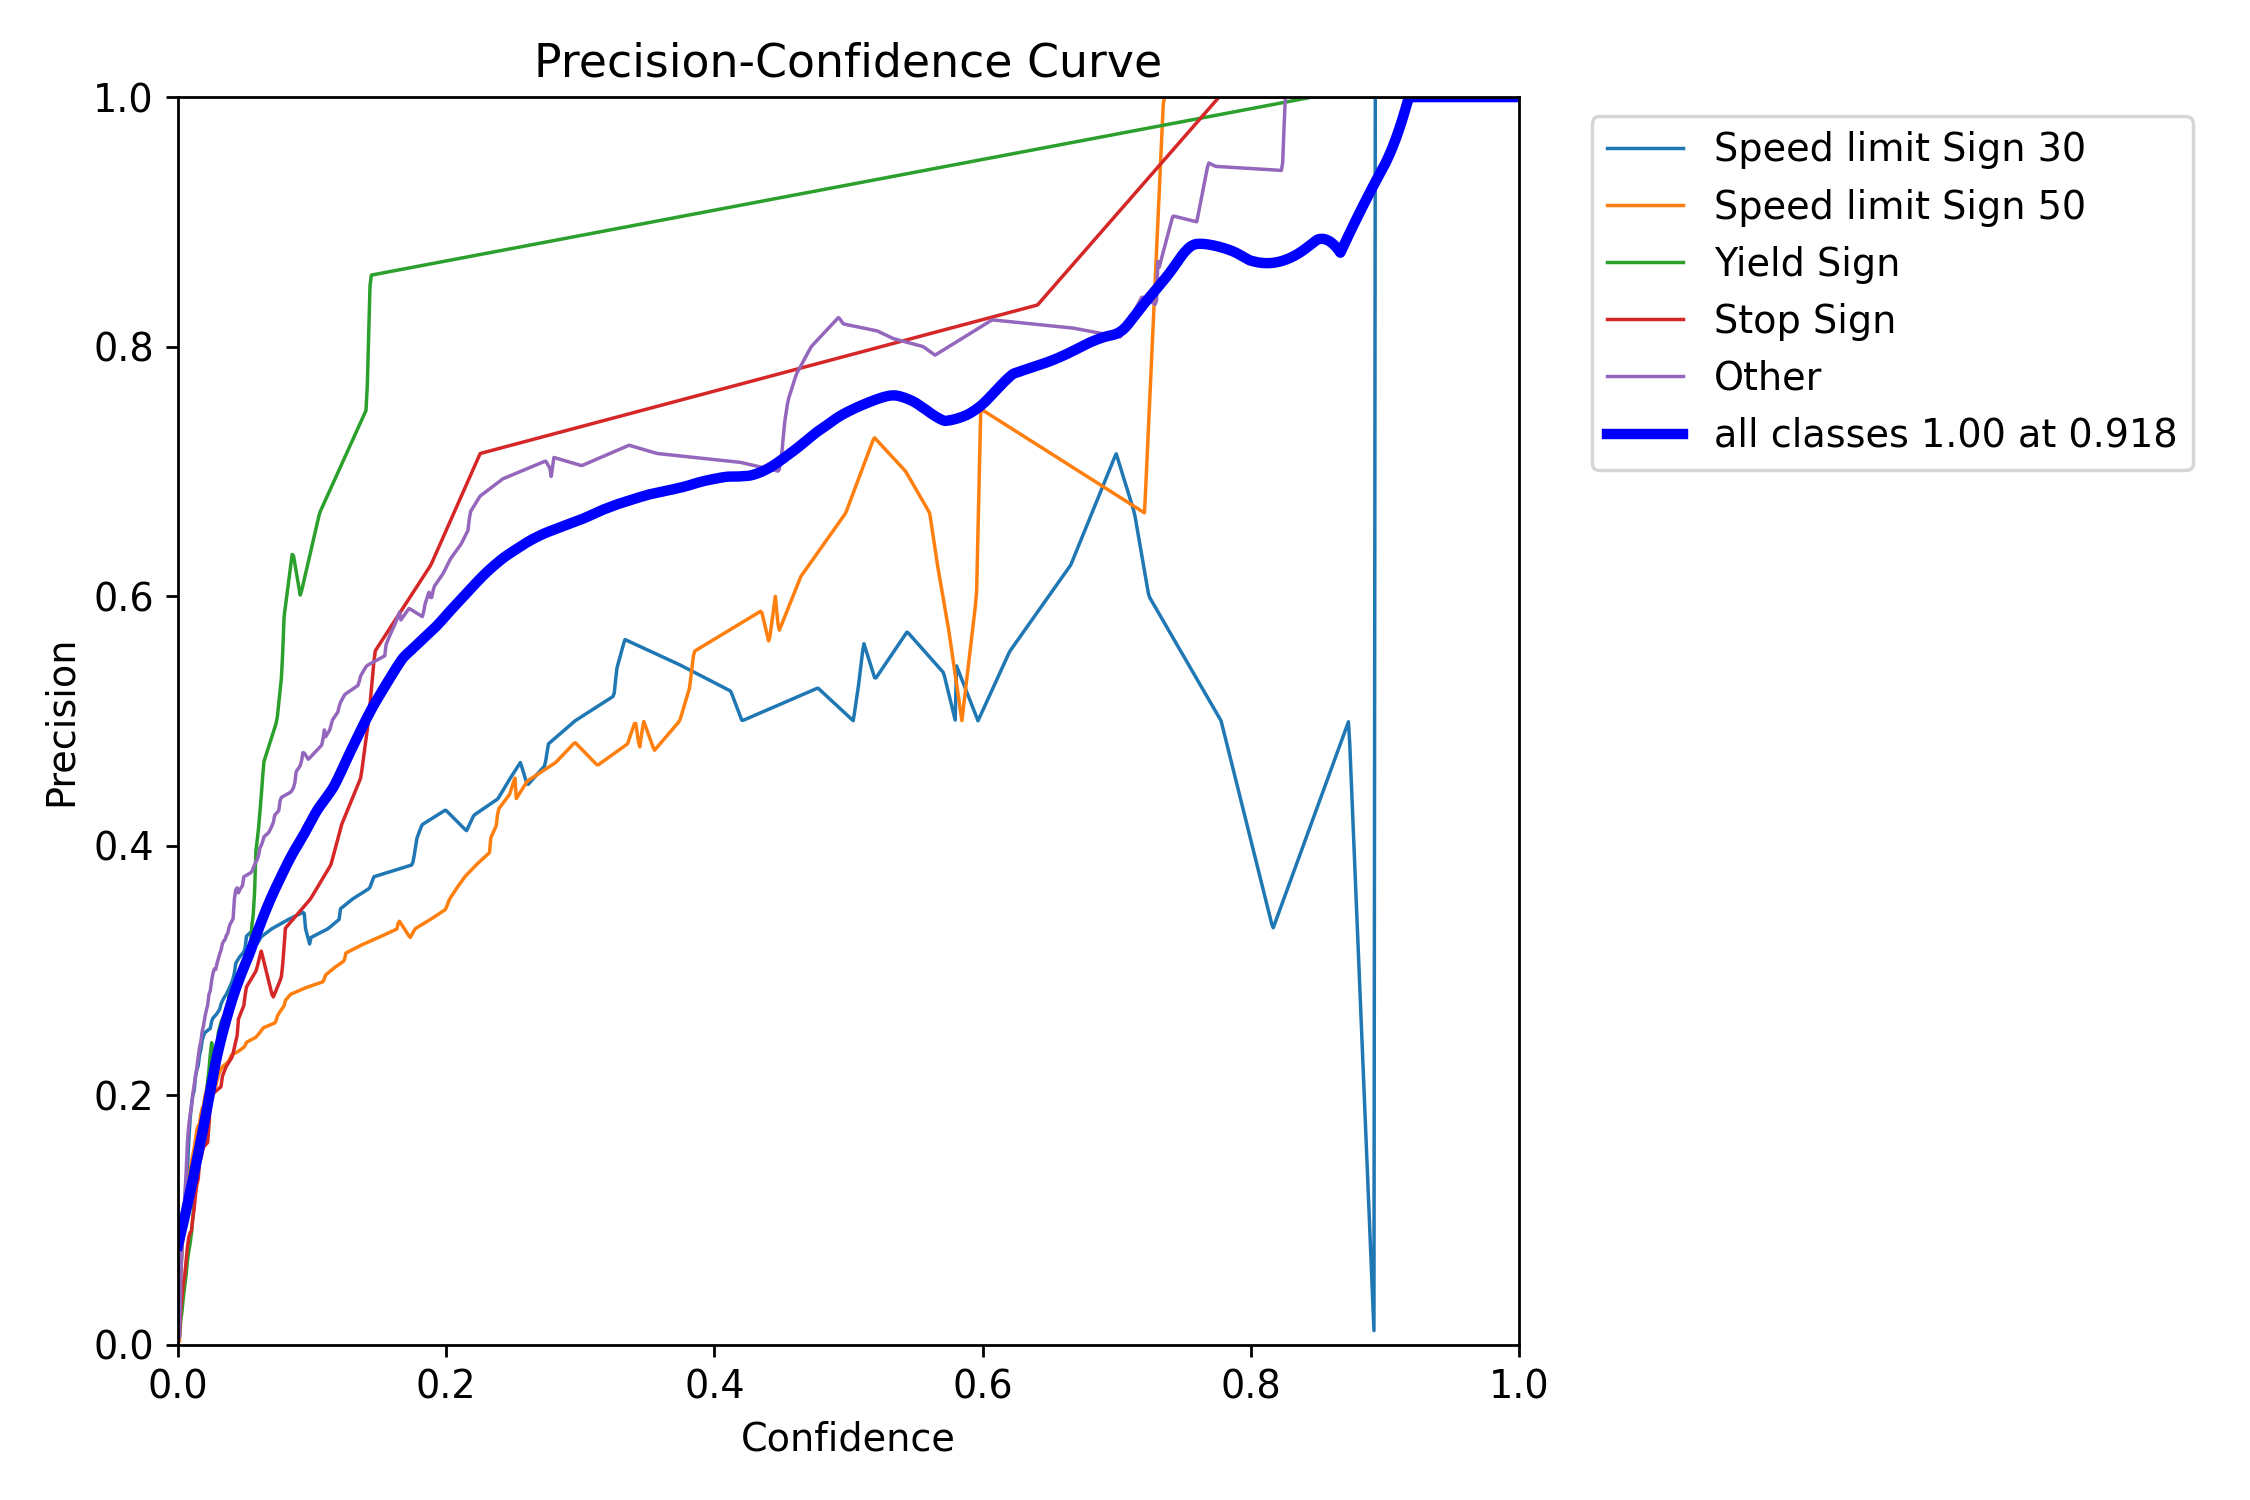 Precision-Confidence Curve
1.0
0.8
0.6
0.4
0.2
0.0
Precision
0.0 0.2 0.4 0.6 0.8 1.0
Confidence
Speed limit Sign 30
Speed limit Sign 50
Yield Sign
Stop Sign
Other
all classes 1.00 at 0.918